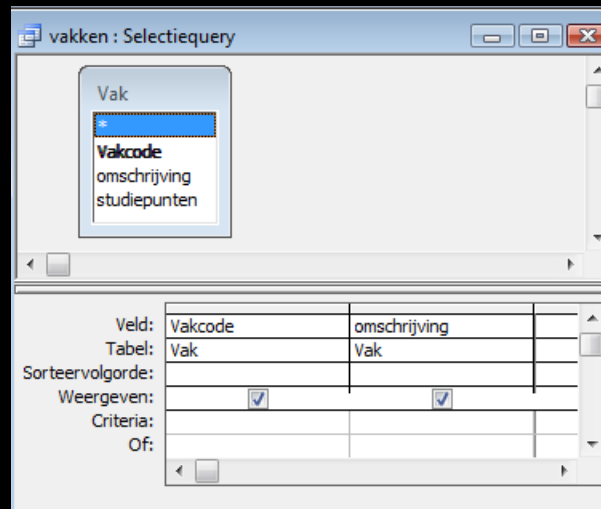 vakken : Selectiequery
Vak
*
Vakcode
omschrijving
studiepunten
Veld: Vakcode omschrijving
Tabel: Vak Vak
Sorteervolgorde:
Weergeven:
Criteria:
Of: